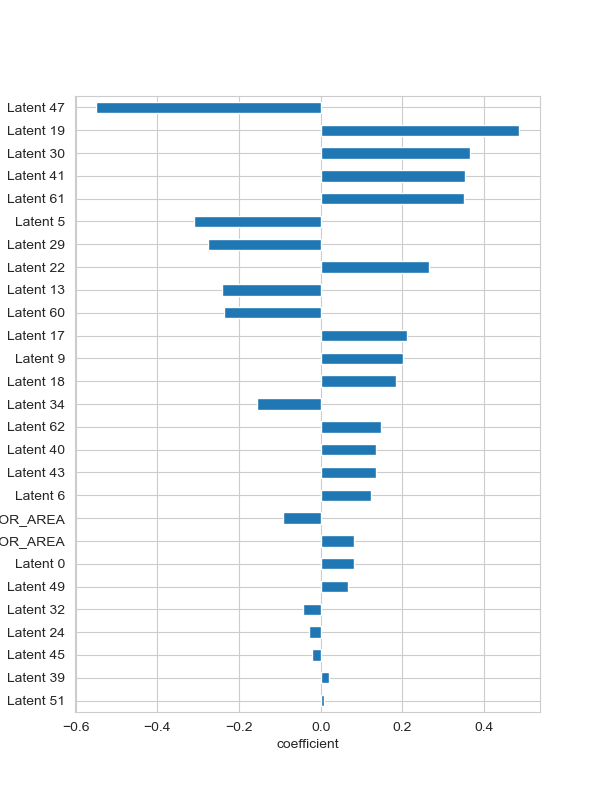 Latent 47
Latent 19
Latent 30
Latent 41
Latent 61
Latent 5
Latent 29
Latent 22
Latent 13
Latent 60
Latent 17
Latent 9
Latent 18
Latent 34
Latent 62
Latent 40
Latent 43
Latent 6
OR_AREA
OR_AREA
Latent 0
Latent 49
Latent 32
Latent 24
Latent 45
Latent 39
Latent 51
−0.6 −0.4 −0.2 0.0 0.2 0.4
coefficient